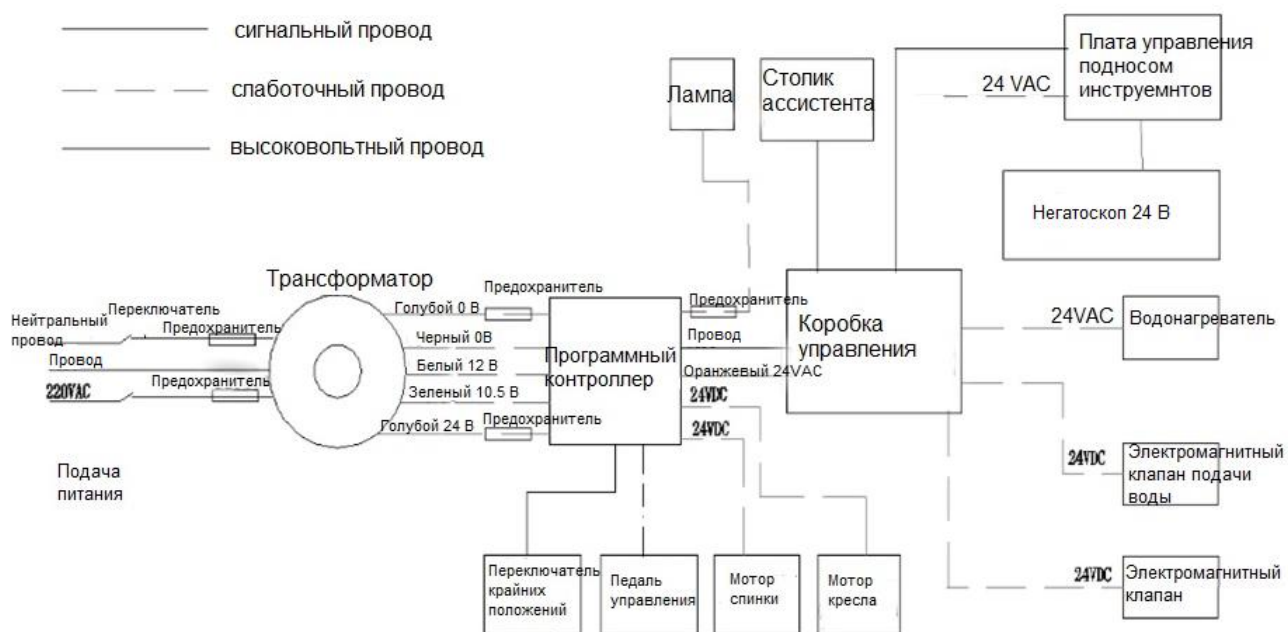 сигнальный провод
слаботочный провод
высоковольтный провод
Лампа
Столик
ассистента
24 VAC
Плата управления
подносом
инструемнтов
Негатоскоп 24 В
Трансформатор
Нейтральный
провод
Переключатель
Предохранитель
Провод
220VAC
Предохранитель
Подача
питания
Голубой 0 В
Предохранитель
Черный 0В
Белый 12 В
Зеленый 10.5 В
Голубой 24 В
Предохранитель
Программный
контроллер
Предохранитель
Провод
Оранжевый 24VAC
24VDC
24VDC
Коробка
управления
24VAC
Водонагреватель
24VDC
Электромагнитный
клапан подачи
воды
24VDC
Электромагнитный
клапан
Переключатель
крайних
положений
Педаль
управления
Мотор
спинки
Мотор
кресла